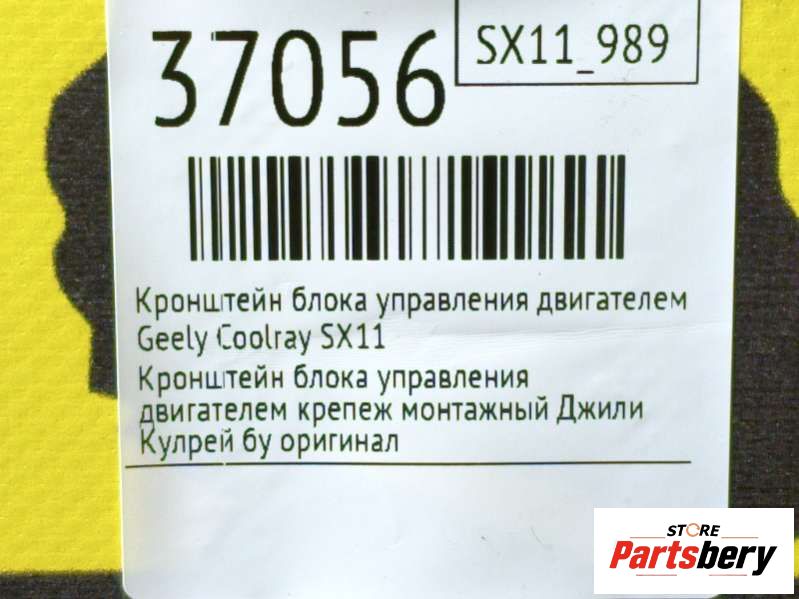 37056
SX11_989
Кронштейн блока управления двигателем
Geely Coolray SX11
Кронштейн блока управления
двигателем крепеж монтажный Джили
Кулрей бу оригинал
STORE
Partsbery